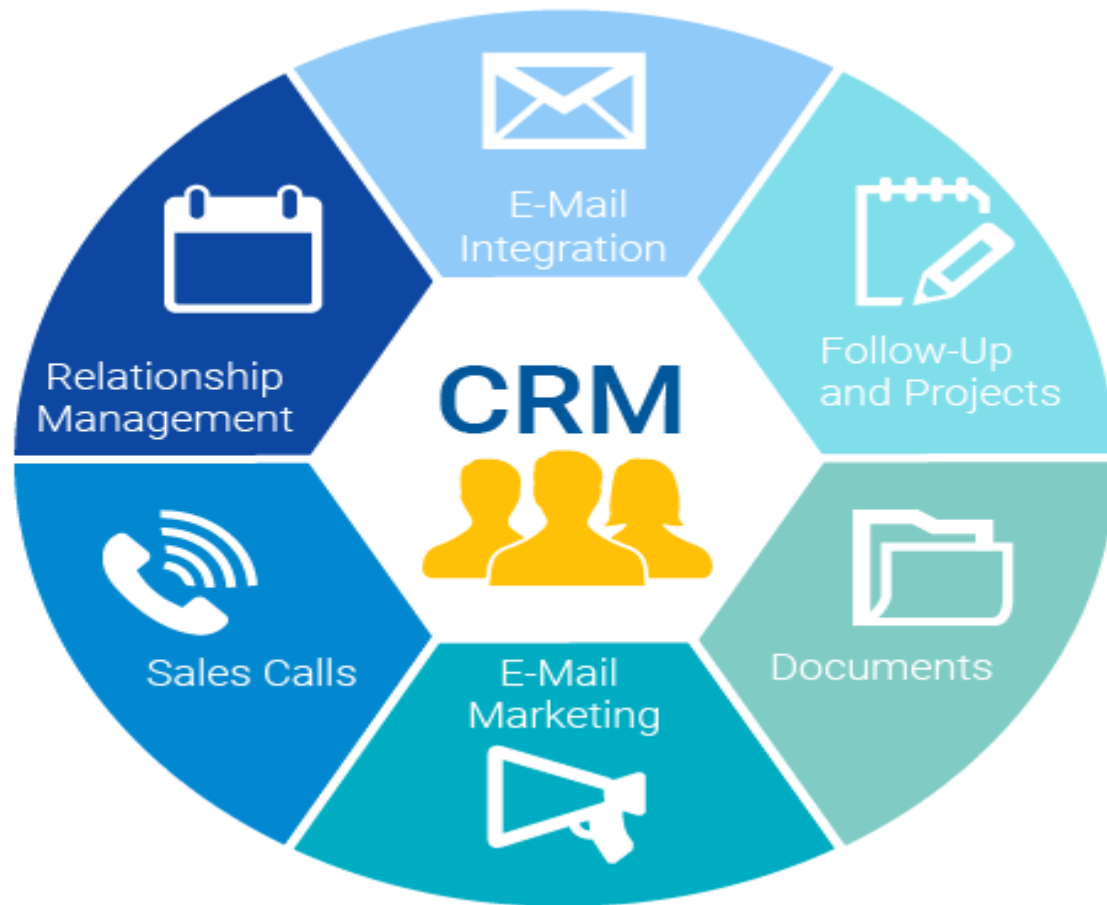 E-Mail
Integration
Follow-Up
and Projects
Documents
E-Mail
Marketing
Sales Calls
Relationship
Management
CRM